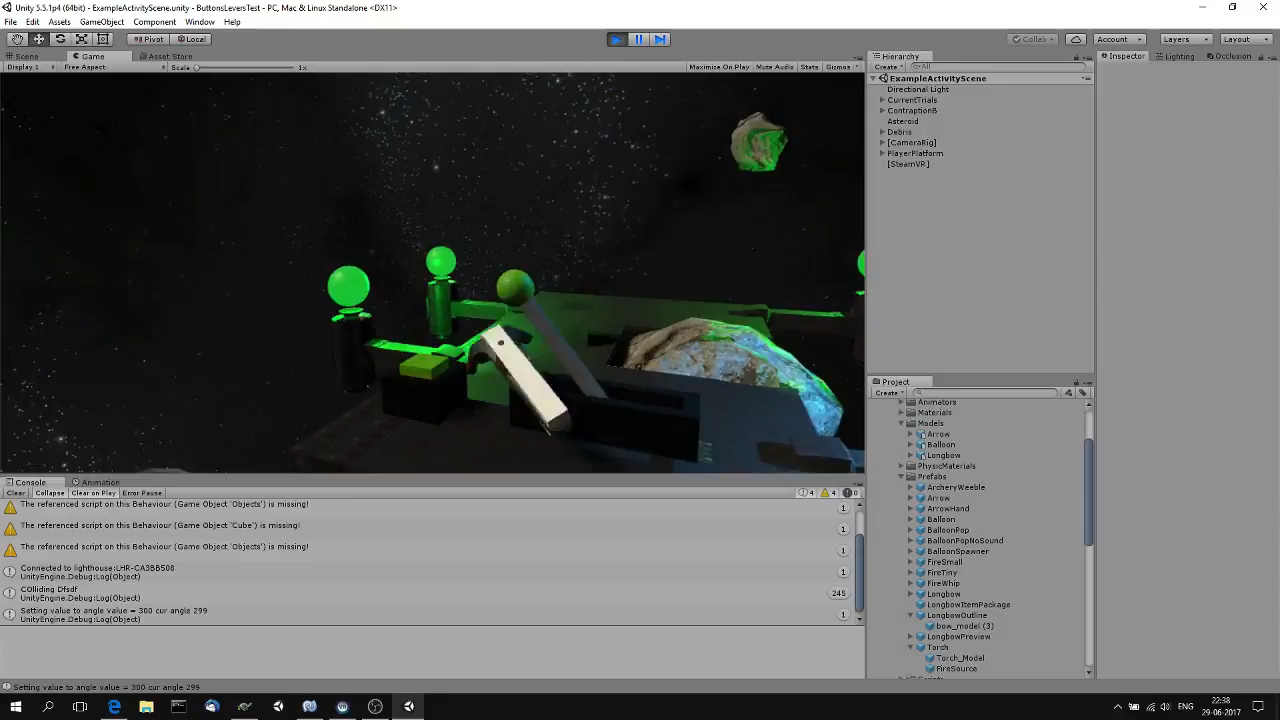 Unity 5.5.1p4 (64bit) - ExampleActivityScene.unity - ButtonsLeversTest - PC, Mac & Linux Standalone <DX11>
File Edit Assets GameObject Component Window Help
Pivot Local Collab Account Layers Layout
Scene Game Asset Store
Display 1 Free Aspect Scale 1x Maximize On Play Mute Audio Stats Gizmos
Hierarchy
Create All
ExampleActivityScene
Directional Light
CurrentTrials
ContraptionB
Asteroid
Debris
[CameraRig]
PlayerPlatform
[SteamVR]
Inspector Lighting Occlusion
Project
Create
Animators
Materials
Models
Arrow
Balloon
Longbow
PhysicMaterials
Prefabs
ArcheryWeeble
Arrow
ArrowHand
Balloon
BalloonPop
BalloonPopNoSound
BalloonSpawner
FireSmall
FireTiny
FireWhip
Longbow
LongbowItemPackage
LongbowOutline
bow_model (3)
LongbowPreview
Torch
Torch_Model
FireSource
Console Animation
Clear Collapse Clear on Play Error Pause 4 4 0
The referenced script on this Behaviour (Game Object 'Objects') is missing! 1
The referenced script on this Behaviour (Game Object 'Cube') is missing! 1
The referenced script on this Behaviour (Game Object 'Objects') is missing! 1
Connected to lighthouse:LHR-CA3BB508 1
UnityEngine.Debug:Log(Object)
COlliding Dfsdf 245
UnityEngine.Debug:Log(Object)
Setting value to angle value = 300 cur angle 299 1
UnityEngine.Debug:Log(Object)
Setting value to angle value = 300 cur angle 299
22:38
29-06-2017